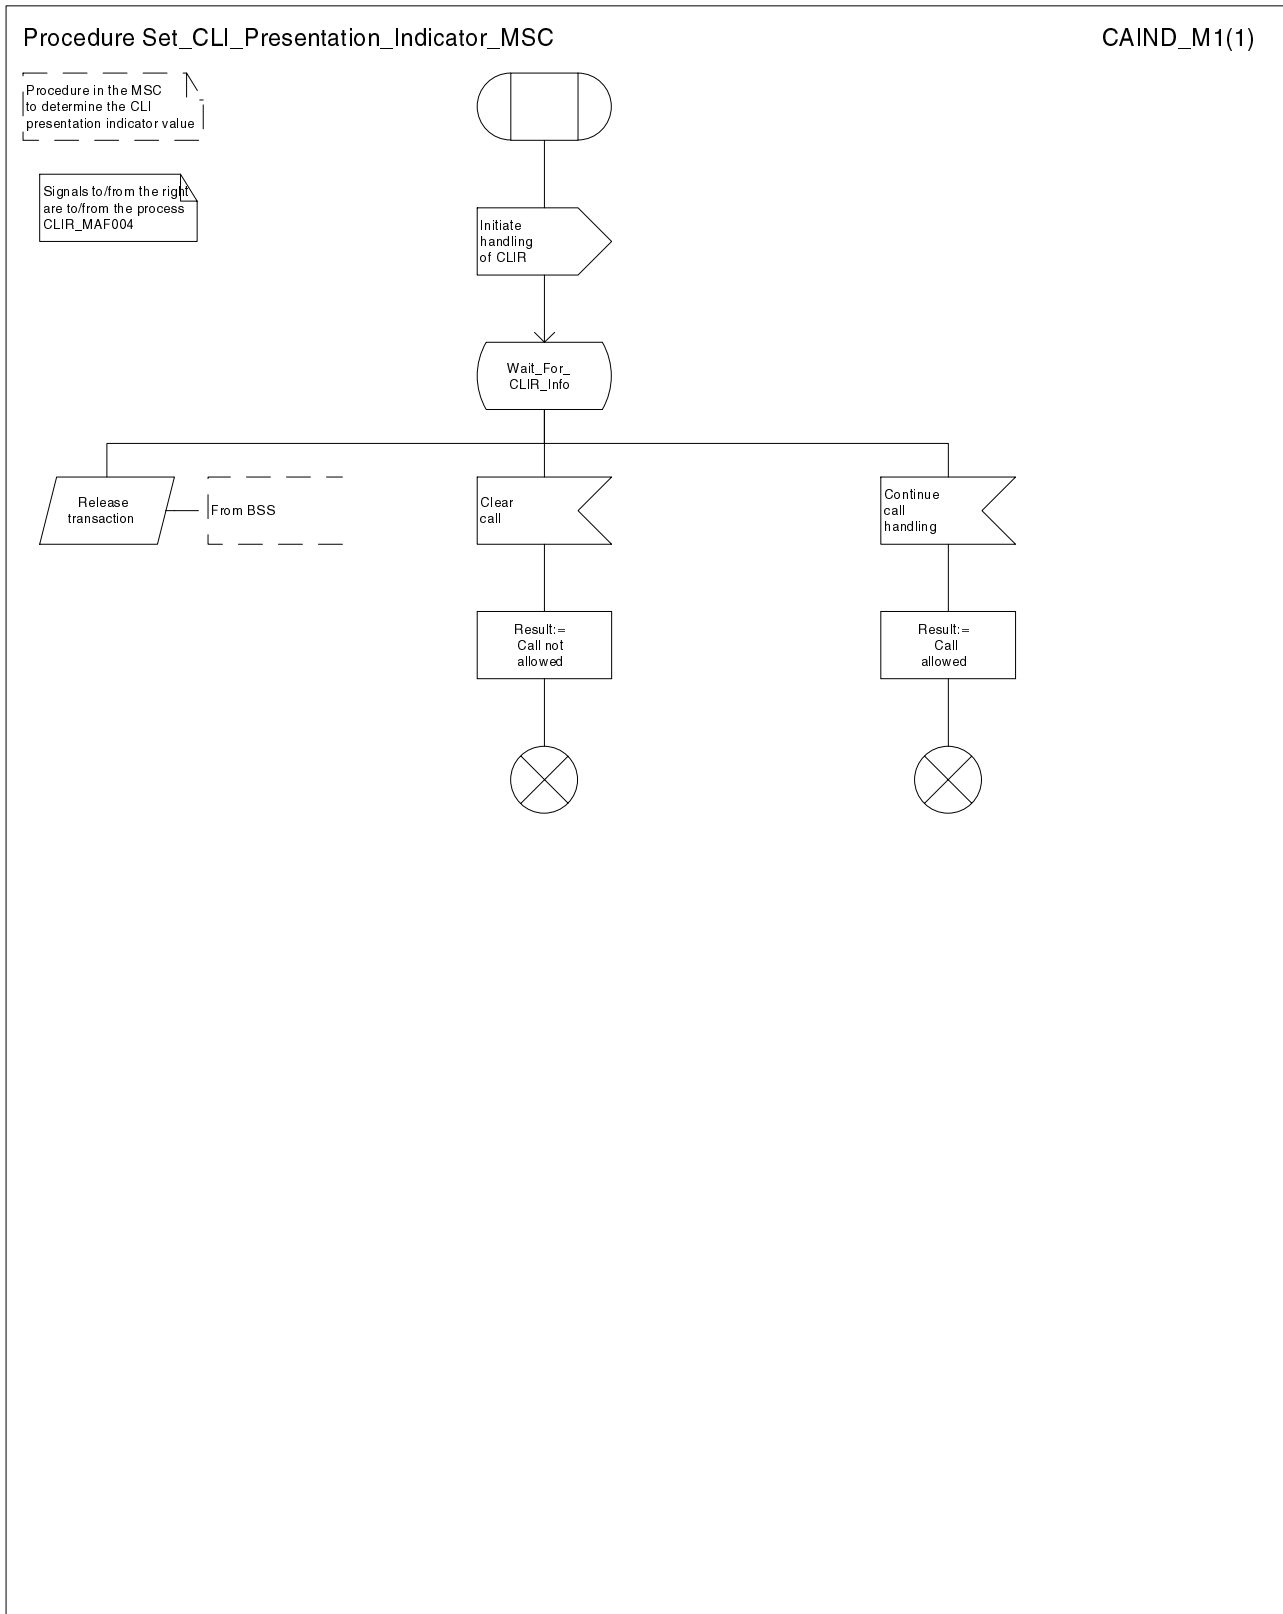 Procedure Set_CLI_Presentation_Indicator_MSC
CAIND_M1(1)
Procedure in the MSC
to determine the CLI
presentation indicator value
Signals to/from the right
are to/from the process
CLIR_MAF004
Initiate
handling
of CLIR
Wait_For_
CLIR_Info
Release
transaction
From BSS
Clear
call
Continue
call
handling
Result:=
Call not
allowed
Result:=
Call
allowed